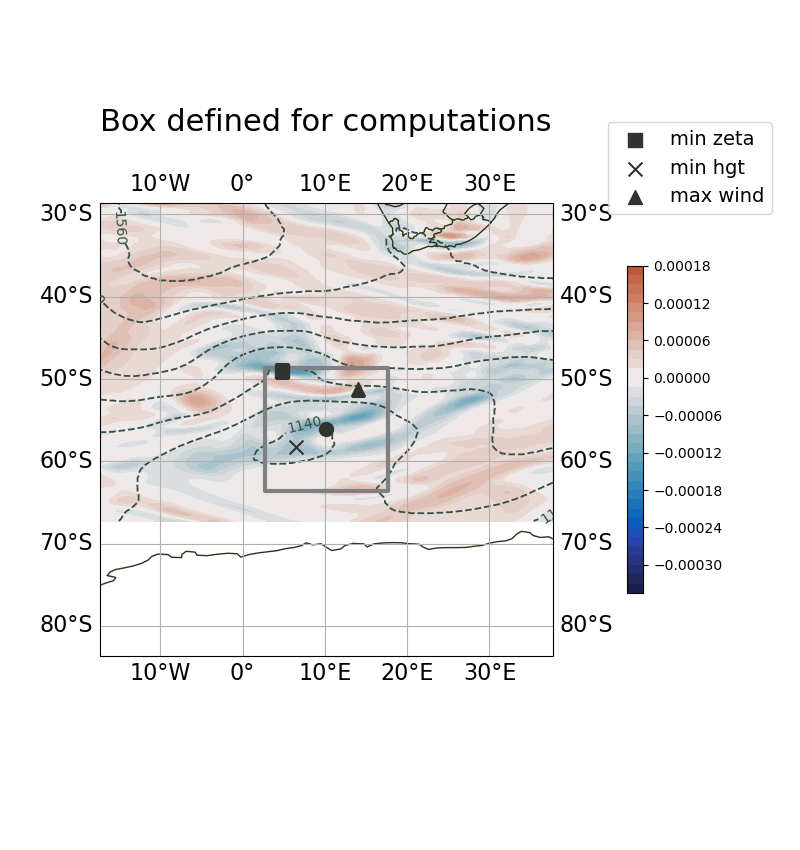 Box defined for computations
min zeta
min hgt
max wind
10°W 0° 10°E 20°E 30°E
30°S 30°S
40°S 40°S
50°S 50°S
60°S 60°S
70°S 70°S
80°S 80°S
10°W 0° 10°E 20°E 30°E
1560
1140
0.00018
0.00012
0.00006
0.00000
−0.00006
−0.00012
−0.00018
−0.00024
−0.00030